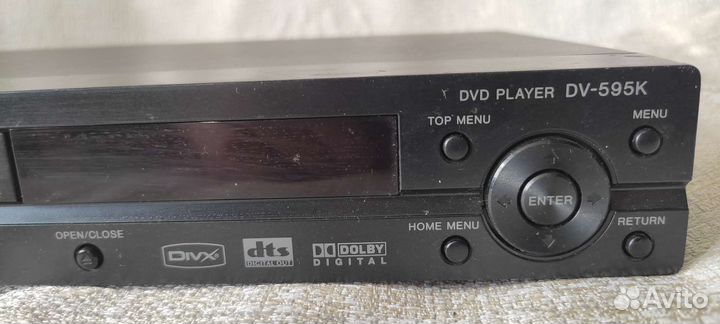 DVD PLAYER DV-595K
TOP MENU
MENU
ENTER
HOME MENU
RETURN
OPEN/CLOSE
DIVX
dts
DIGITAL OUT
DOLBY
DIGITAL
Avito